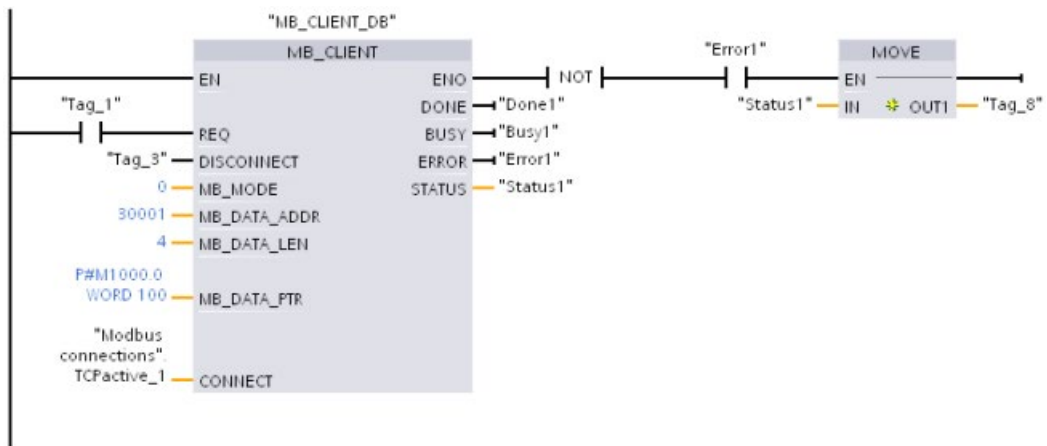 "MB_CLIENT_DB"
MB_CLIENT
"Error1"
MOVE
EN
ENO
NOT
EN
"Tag_1"
DONE
"Done1"
"Status1"
IN
OUT1
"Tag_8"
REQ
BUSY
"Busy1"
"Tag_3"
DISCONNECT
ERROR
"Error1"
0
MB_MODE
STATUS
"Status1"
30001
MB_DATA_ADDR
4
MB_DATA_LEN
P#M1000.0
WORD 100
MB_DATA_PTR
"Modbus
connections".
TCPactive_1
CONNECT